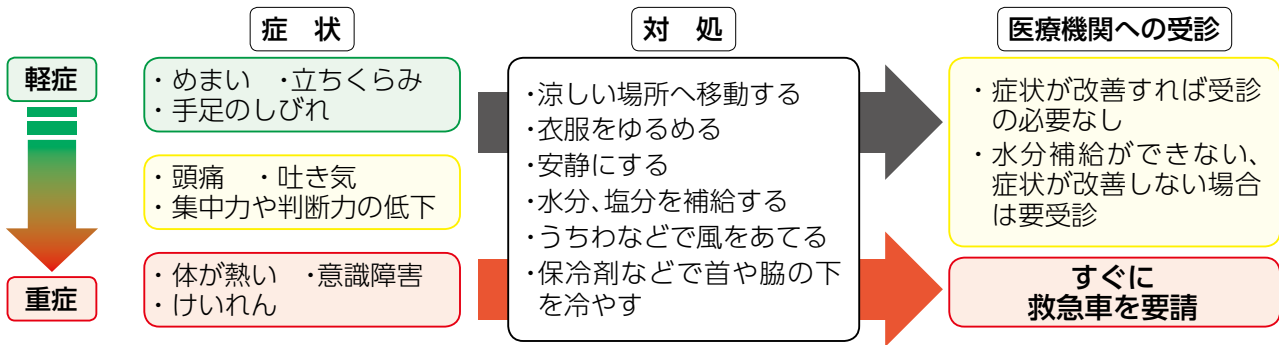 症 状
対 処
医療機関への受診
軽症
・めまい ・立ちくらみ
・手足のしびれ
・頭痛 ・吐き気
・集中力や判断力の低下
重症
・体が熱い ・意識障害
・けいれん
・涼しい場所へ移動する
・衣服をゆるめる
・安静にする
・水分、塩分を補給する
・うちわなどで風をあてる
・保冷剤などで首や脇の下
を冷やす
・症状が改善すれば受診
の必要なし
・水分補給ができない、
症状が改善しない場合
は要受診
すぐに
救急車を要請